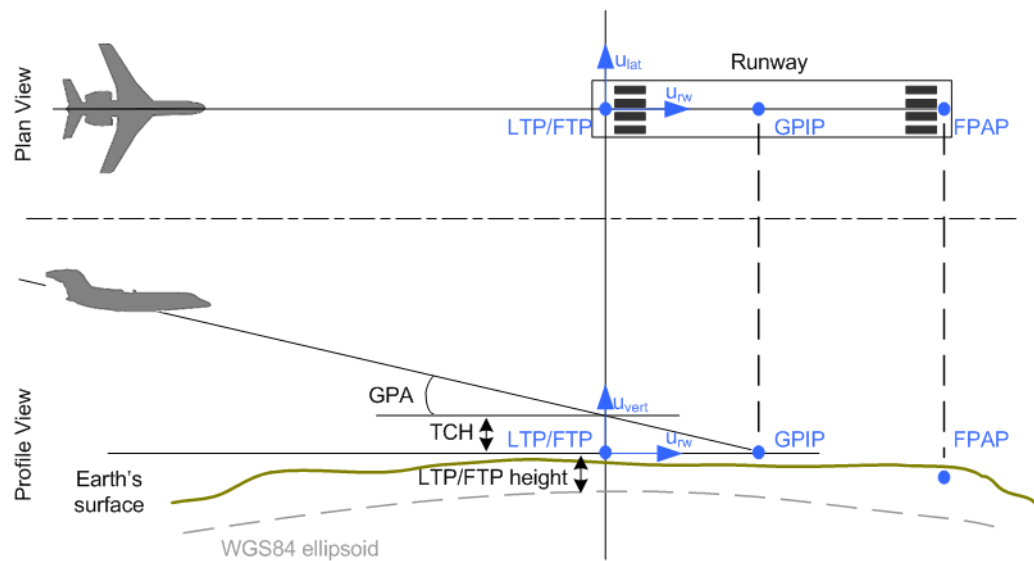 Plan View
u_lat
Runway
u_rw
LTP/FTP
GPIP
FPAP
Profile View
GPA
u_vert
TCH
LTP/FTP
u_rw
GPIP
FPAP
Earth's
surface
LTP/FTP height
WGS84 ellipsoid